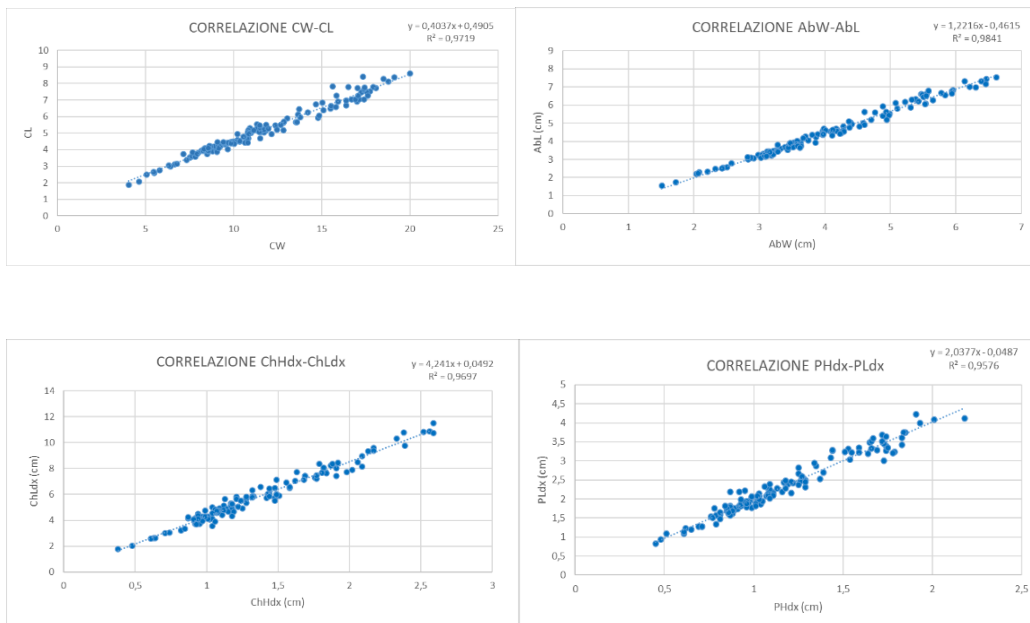 CORRELAZIONE CW-CL
y = 0,4037x + 0,4905
R² = 0,9719
10
9
8
7
6
5
4
3
2
1
0
CL
0 5 10 15 20 25
CW
CORRELAZIONE AbW-AbL
y = 1,2216x - 0,4615
R² = 0,9841
9
8
7
6
5
4
3
2
1
0
AbL (cm)
0 1 2 3 4 5 6 7
AbW (cm)
CORRELAZIONE ChHdx-ChLdx
y = 4,241x + 0,0492
R² = 0,9697
14
12
10
8
6
4
2
0
ChLdx (cm)
0 0,5 1 1,5 2 2,5 3
ChHdx (cm)
CORRELAZIONE PHdx-PLdx
y = 2,0377x - 0,0487
R² = 0,9576
5
4,5
4
3,5
3
2,5
2
1,5
1
0,5
0
PLdx (cm)
0 0,5 1 1,5 2 2,5
PHdx (cm)